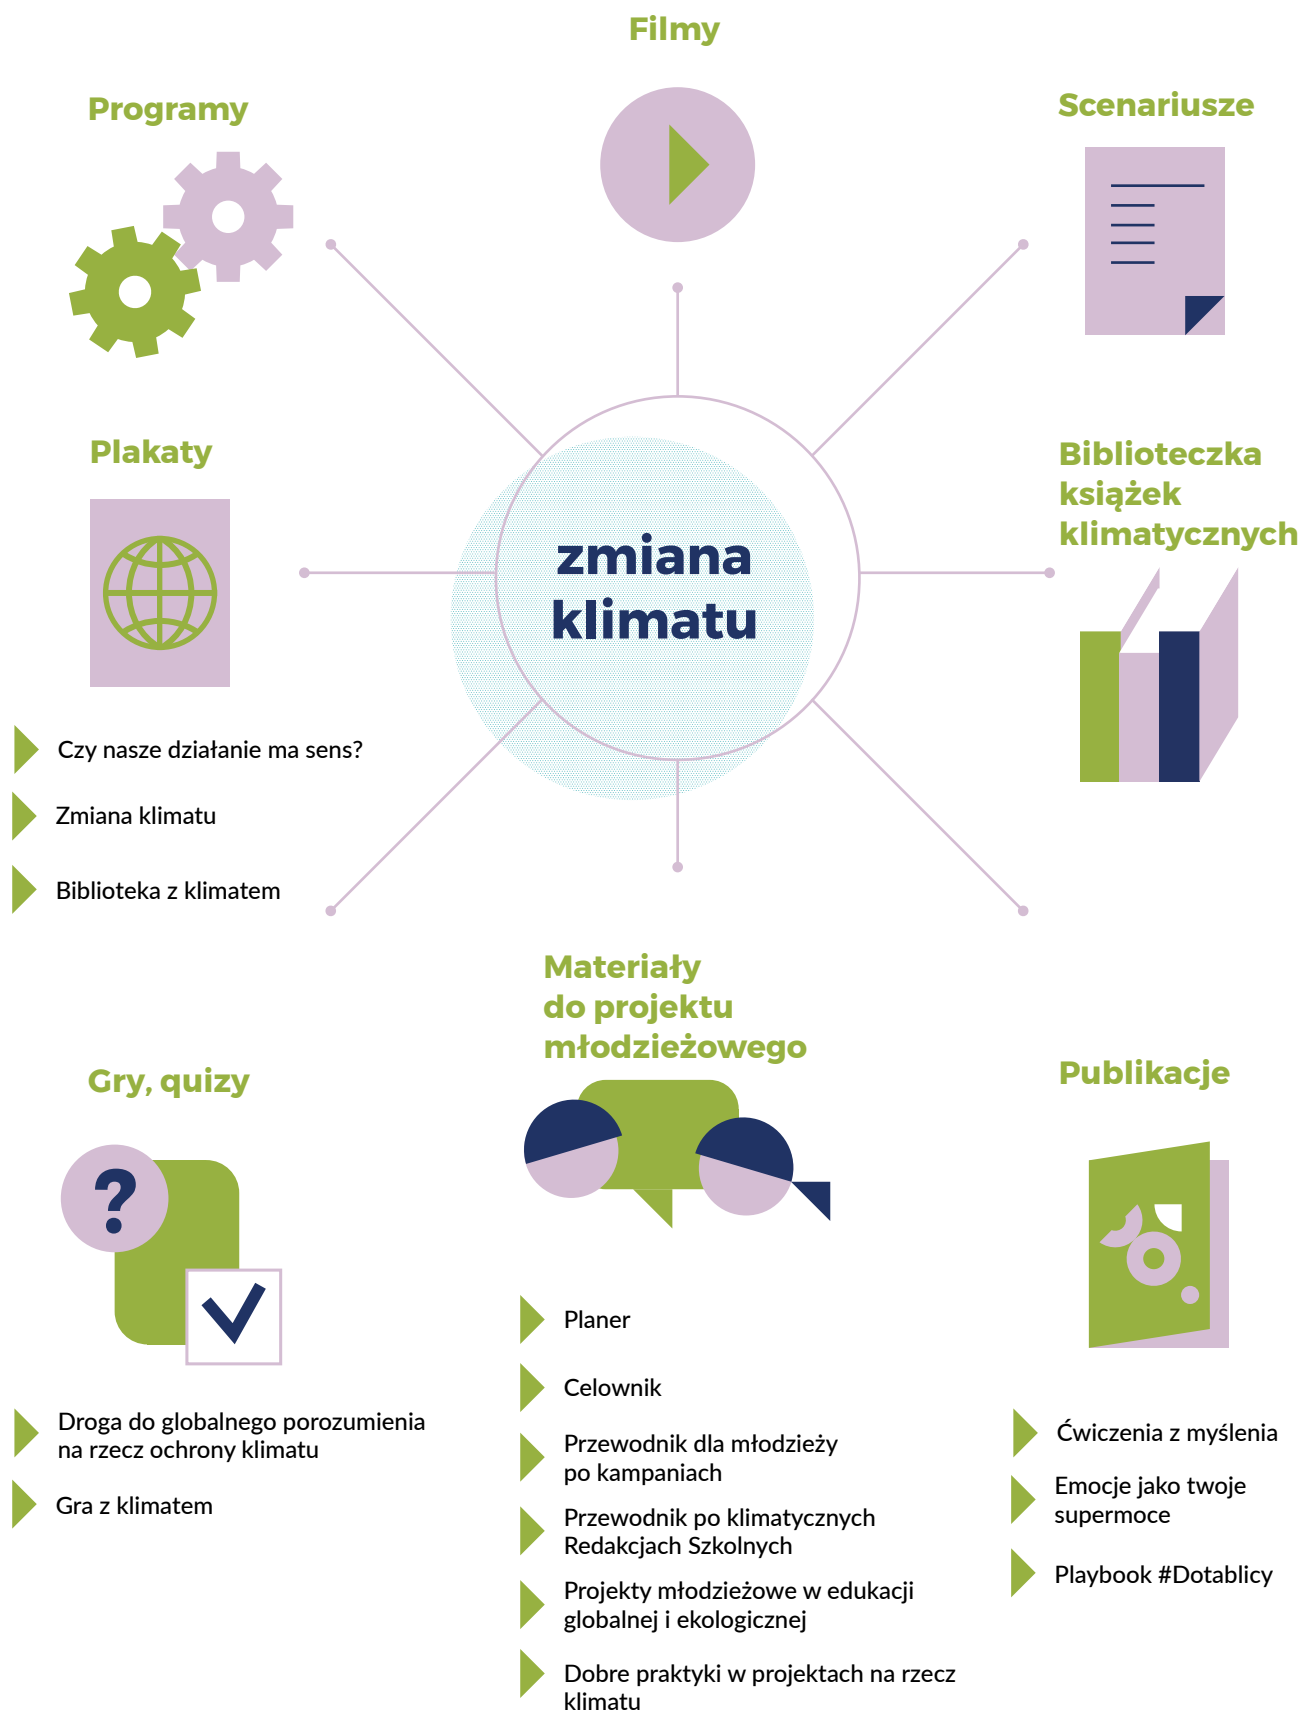 Filmy
Programy
Scenariusze
Plakaty
Biblioteczka
książek
klimatycznych
zmiana
klimatu
Czy nasze działanie ma sens?
Zmiana klimatu
Biblioteka z klimatem
Materiały
do projektu
młodzieżowego
Gry, quizy
Publikacje
?
Droga do globalnego porozumienia
na rzecz ochrony klimatu
Gra z klimatem
Planer
Celownik
Przewodnik dla młodzieży
po kampaniach
Przewodnik po klimatycznych
Redakcjach Szkolnych
Projekty młodzieżowe w edukacji
globalnej i ekologicznej
Dobre praktyki w projektach na rzecz
klimatu
Ćwiczenia z myślenia
Emocje jako twoje
supermoce
Playbook #Dotablicy